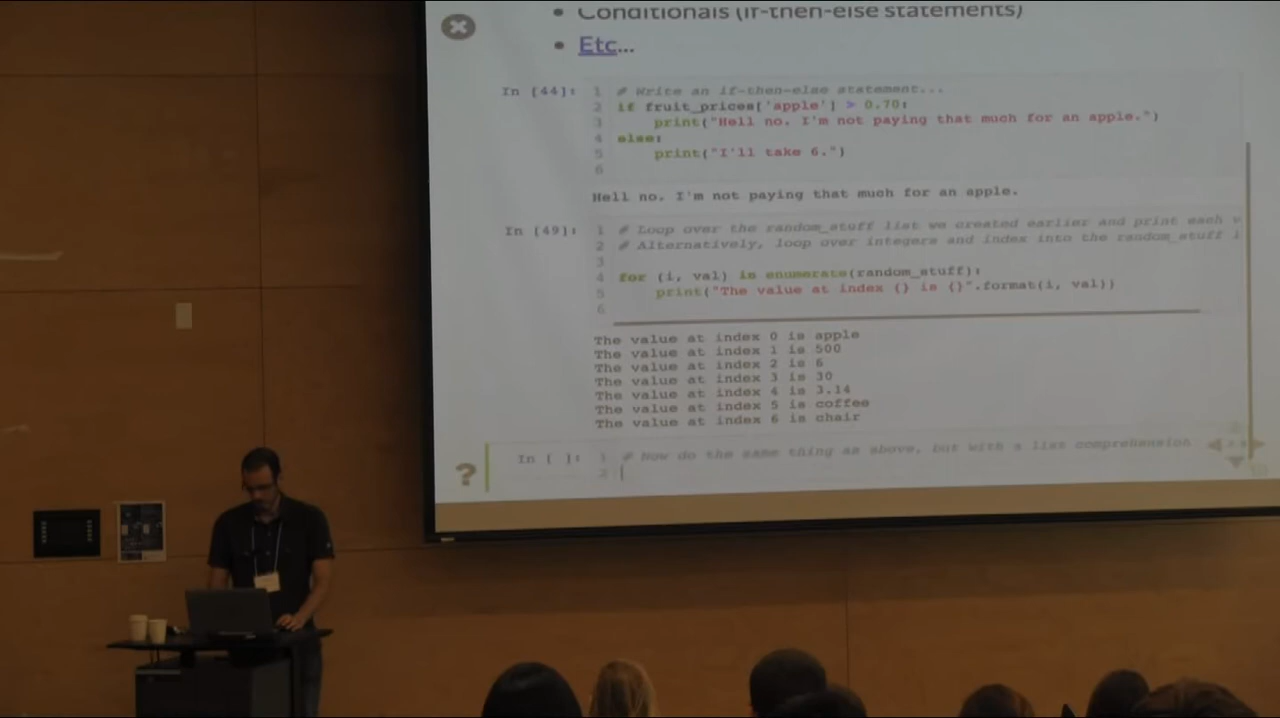 Conditionals (if-then-else statements)
Etc...
In [44]:
1 # Write an if-then-else statement...
2 if fruit_prices['apple'] > 0.70:
3 print("Hell no. I'm not paying that much for an apple.")
4 else:
5 print("I'll take 6.")
6
Hell no. I'm not paying that much for an apple.
In [49]:
1 # Loop over the random_stuff list we created earlier and print each v
2 # Alternatively, loop over integers and index into the random_stuff l
3
4 for (i, val) in enumerate(random_stuff):
5 print("The value at index {} is {}".format(i, val))
6
The value at index 0 is apple
The value at index 1 is 500
The value at index 2 is 6
The value at index 3 is 30
The value at index 4 is 3.14
The value at index 5 is coffee
The value at index 6 is chair
In [ ]:
1 # Now do the same thing as above, but with a list comprehension
2
?